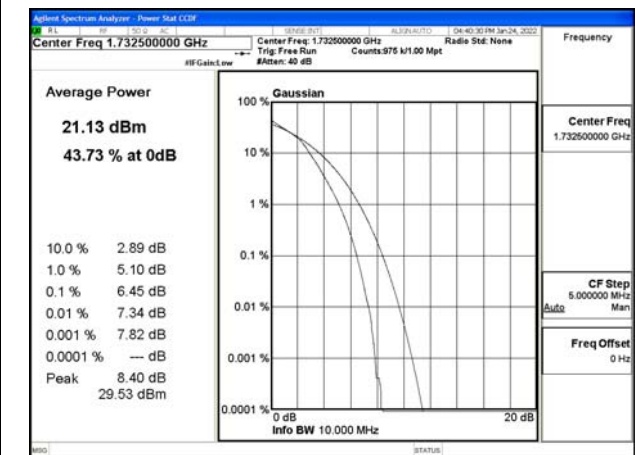 Agilent Spectrum Analyzer - Power Stat CCDF
RL RF 50 Ω AC SENSE:INT ALIGN AUTO 04:40:30 PM Jan 24, 2022
Center Freq 1.732500000 GHz
Center Freq: 1.732500000 GHz Radio Std: None
Trig: Free Run Counts:975 k/1.00 Mpt
#IFGain:Low #Atten: 40 dB
Frequency
Average Power
21.13 dBm
43.73 % at 0dB
10.0 % 2.89 dB
1.0 % 5.10 dB
0.1 % 6.45 dB
0.01 % 7.34 dB
0.001 % 7.82 dB
0.0001 % --- dB
Peak 8.40 dB
29.53 dBm
Gaussian
100 %
10 %
1 %
0.1 %
0.01 %
0.001 %
0.0001 %
0 dB 20 dB
Info BW 10.000 MHz
Center Freq
1.732500000 GHz
CF Step
5.000000 MHz
Auto Man
Freq Offset
0 Hz
MSG STATUS